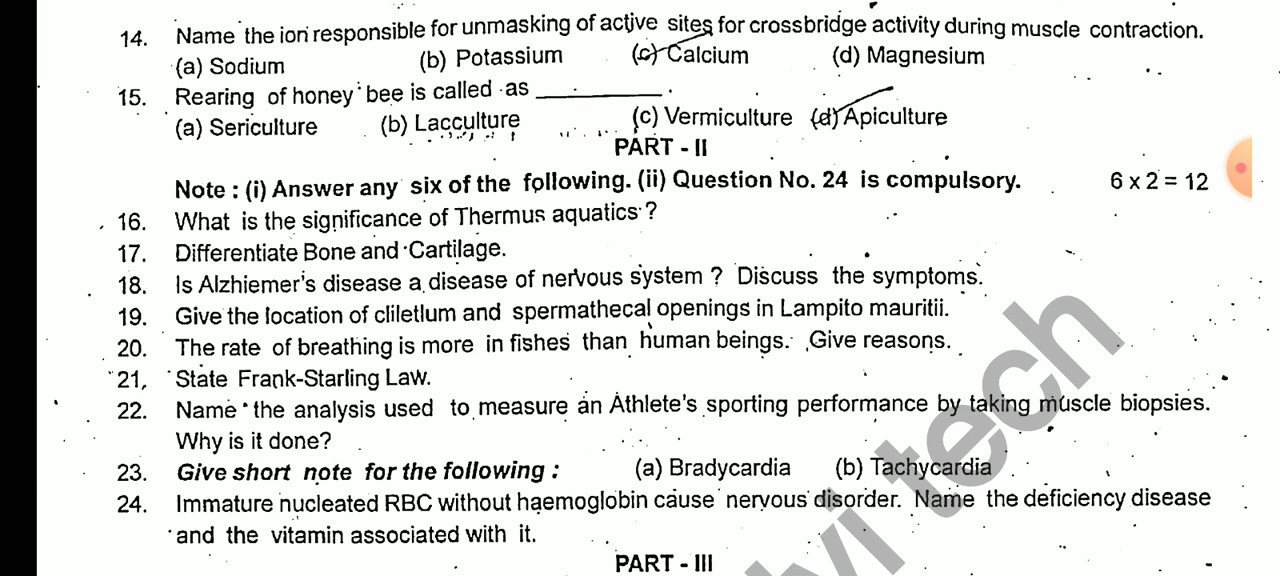 14. Name the ion responsible for unmasking of active sites for crossbridge activity during muscle contraction.
(a) Sodium (b) Potassium (c) Calcium (d) Magnesium
15. Rearing of honey bee is called as ____________ .
(a) Sericulture (b) Lacculture (c) Vermiculture (d) Apiculture
PART - II
Note : (i) Answer any six of the following. (ii) Question No. 24 is compulsory. 6 x 2 = 12
16. What is the significance of Thermus aquatics ?
17. Differentiate Bone and Cartilage.
18. Is Alzhiemer's disease a disease of nervous system ? Discuss the symptoms.
19. Give the location of cliletlum and spermathecal openings in Lampito mauritii.
20. The rate of breathing is more in fishes than human beings. Give reasons.
21, State Frank-Starling Law.
22. Name the analysis used to measure an Athlete's sporting performance by taking muscle biopsies.
Why is it done?
23. Give short note for the following : (a) Bradycardia (b) Tachycardia
24. Immature nucleated RBC without haemoglobin cause nervous disorder. Name the deficiency disease
and the vitamin associated with it.
PART - III
vi tech